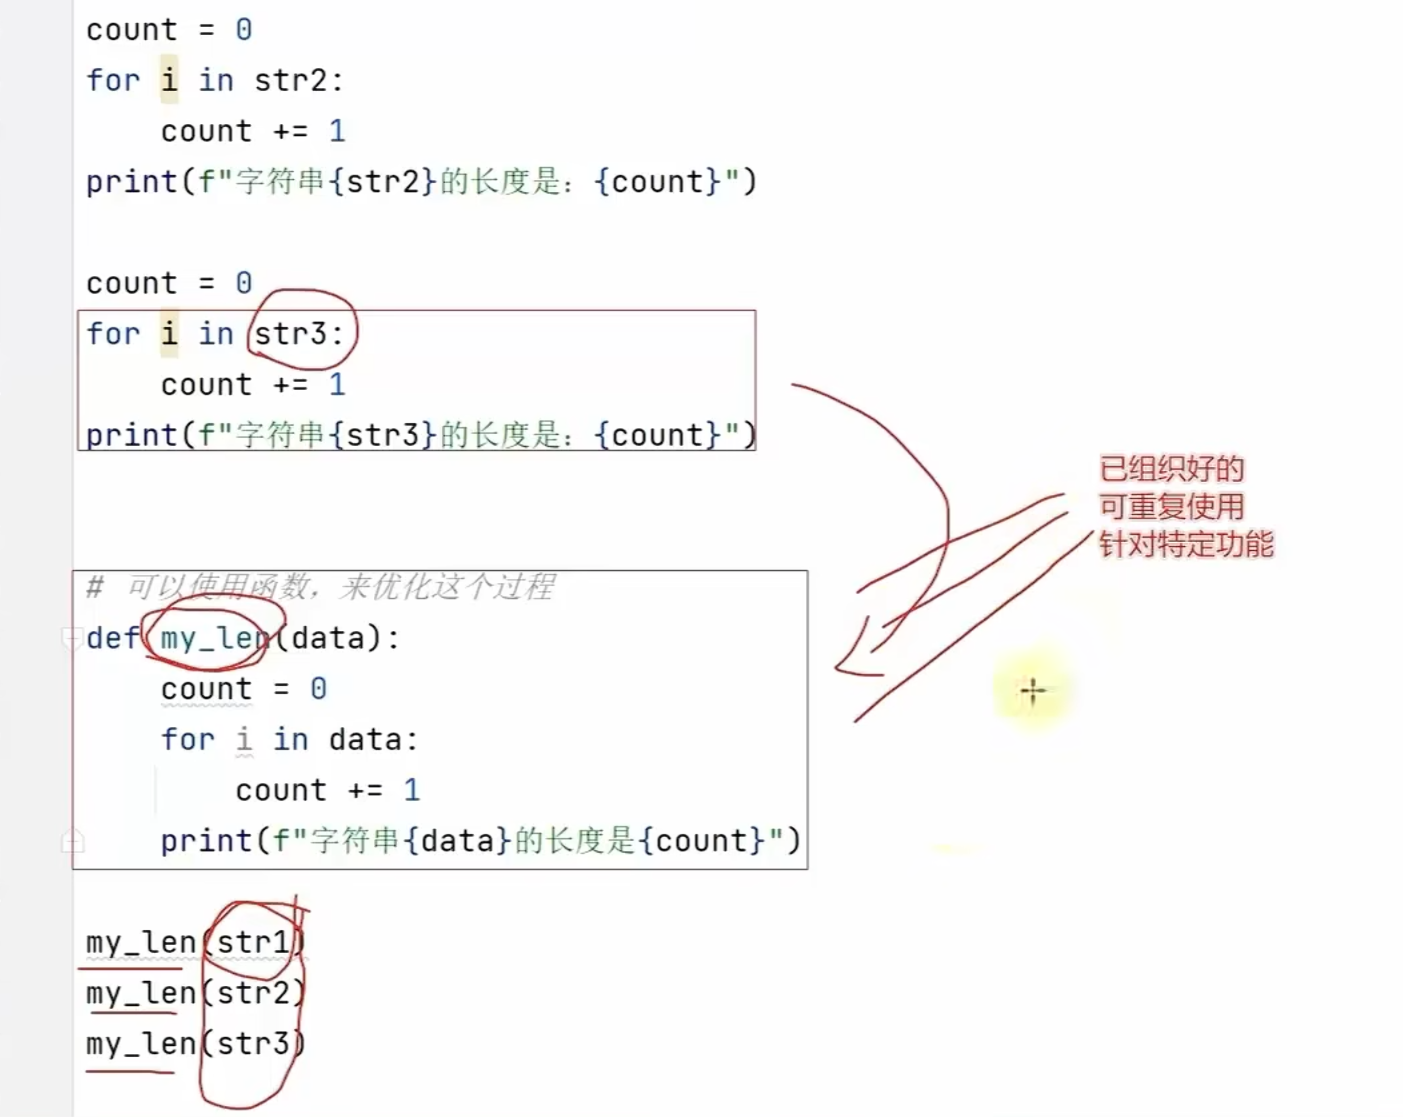 count = 0
for i in str2:
    count += 1
print(f"字符串{str2}的长度是：{count}")
count = 0
for i in str3:
    count += 1
print(f"字符串{str3}的长度是：{count}")
已组织好的
可重复使用
针对特定功能
# 可以使用函数，来优化这个过程
def my_len(data):
    count = 0
    for i in data:
        count += 1
    print(f"字符串{data}的长度是{count}")
my_len(str1)
my_len(str2)
my_len(str3)